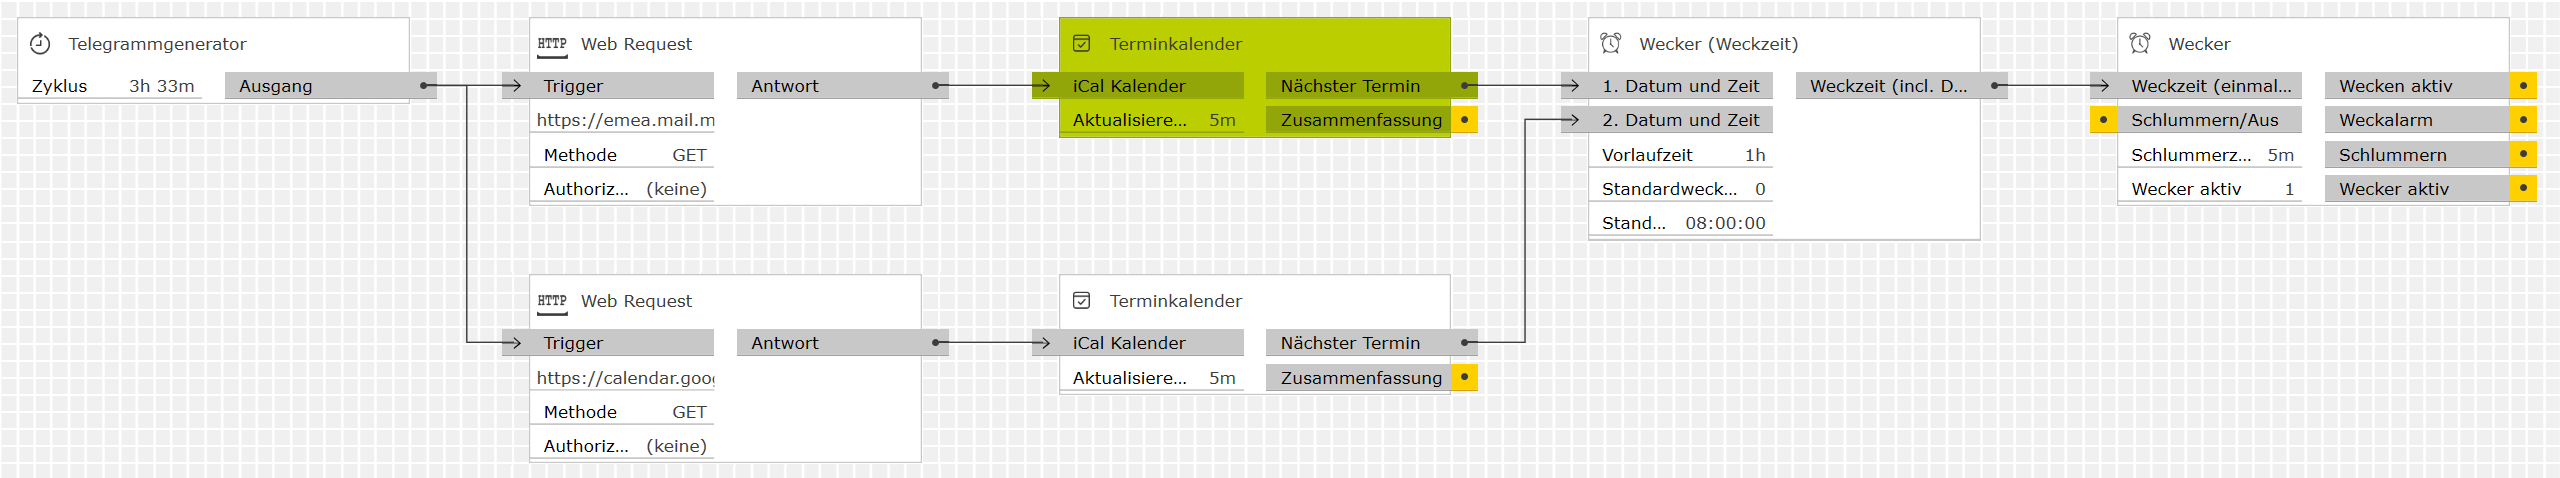 Telegrammgenerator
Zyklus 3h 33m Ausgang
HTTP Web Request
Trigger Antwort
https://emea.mail.m
Methode GET
Authoriz... (keine)
Terminkalender
iCal Kalender Nächster Termin
Aktualisiere... 5m Zusammenfassung
Wecker (Weckzeit)
1. Datum und Zeit Weckzeit (incl. D...
2. Datum und Zeit
Vorlaufzeit 1h
Standardweck... 0
Stand... 08:00:00
Wecker
Weckzeit (einmal... Wecken aktiv
Schlummern/Aus Weckalarm
Schlummerz... 5m Schlummern
Wecker aktiv 1 Wecker aktiv
HTTP Web Request
Trigger Antwort
https://calendar.goog
Methode GET
Authoriz... (keine)
Terminkalender
iCal Kalender Nächster Termin
Aktualisiere... 5m Zusammenfassung